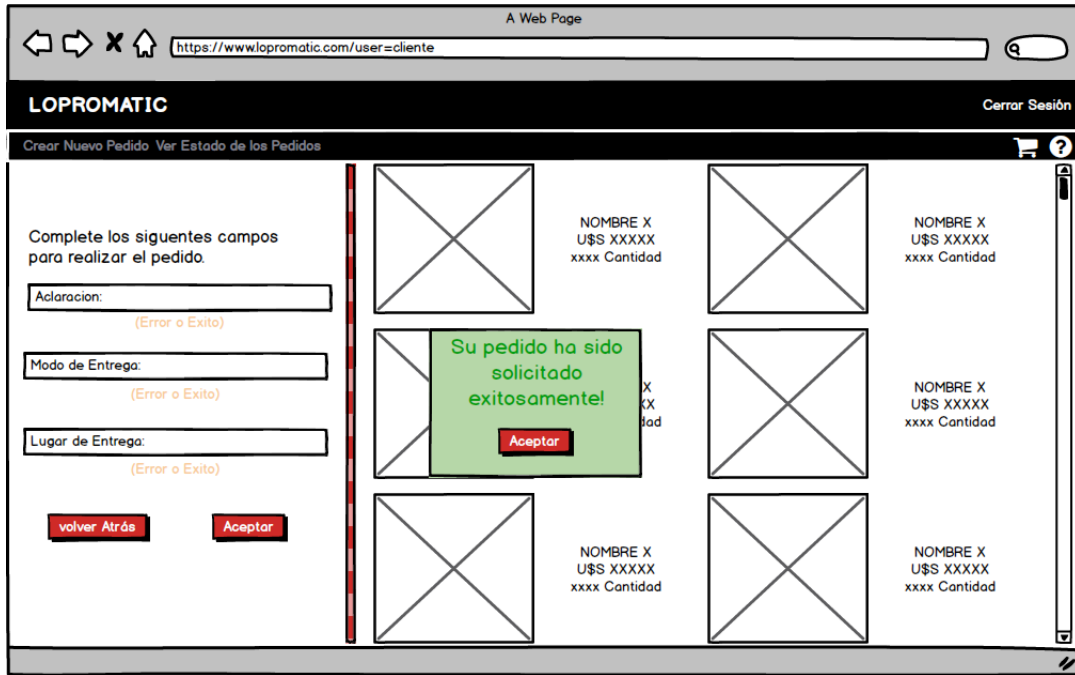 A Web Page
https://www.lopromatic.com/user=cliente
LOPROMATIC
Cerrar Sesión
Crear Nuevo Pedido Ver Estado de los Pedidos
Complete los siguentes campos
para realizar el pedido.
Aclaracion:
(Error o Exito)
Modo de Entrega:
(Error o Exito)
Lugar de Entrega:
(Error o Exito)
volver Atrás
Aceptar
NOMBRE X
U$S XXXXX
xxxx Cantidad
NOMBRE X
U$S XXXXX
xxxx Cantidad
Su pedido ha sido
solicitado
exitosamente!
Aceptar
X
XX
dad
NOMBRE X
U$S XXXXX
xxxx Cantidad
NOMBRE X
U$S XXXXX
xxxx Cantidad
NOMBRE X
U$S XXXXX
xxxx Cantidad